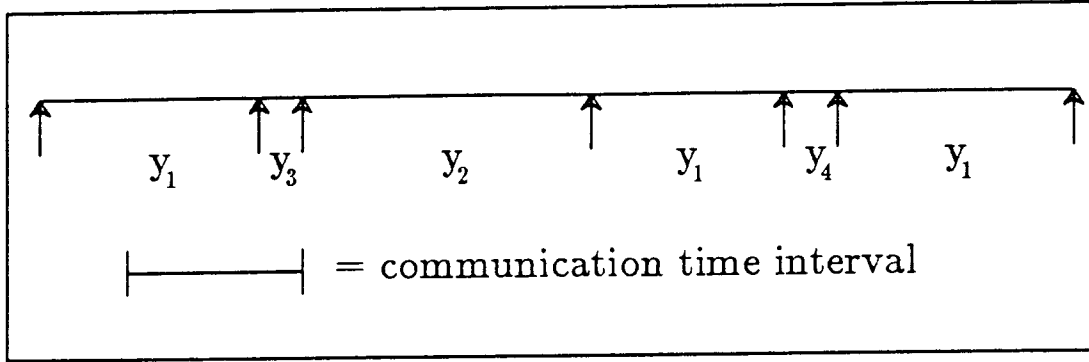 y₁ y₃ y₂ y₁ y₄ y₁
= communication time interval